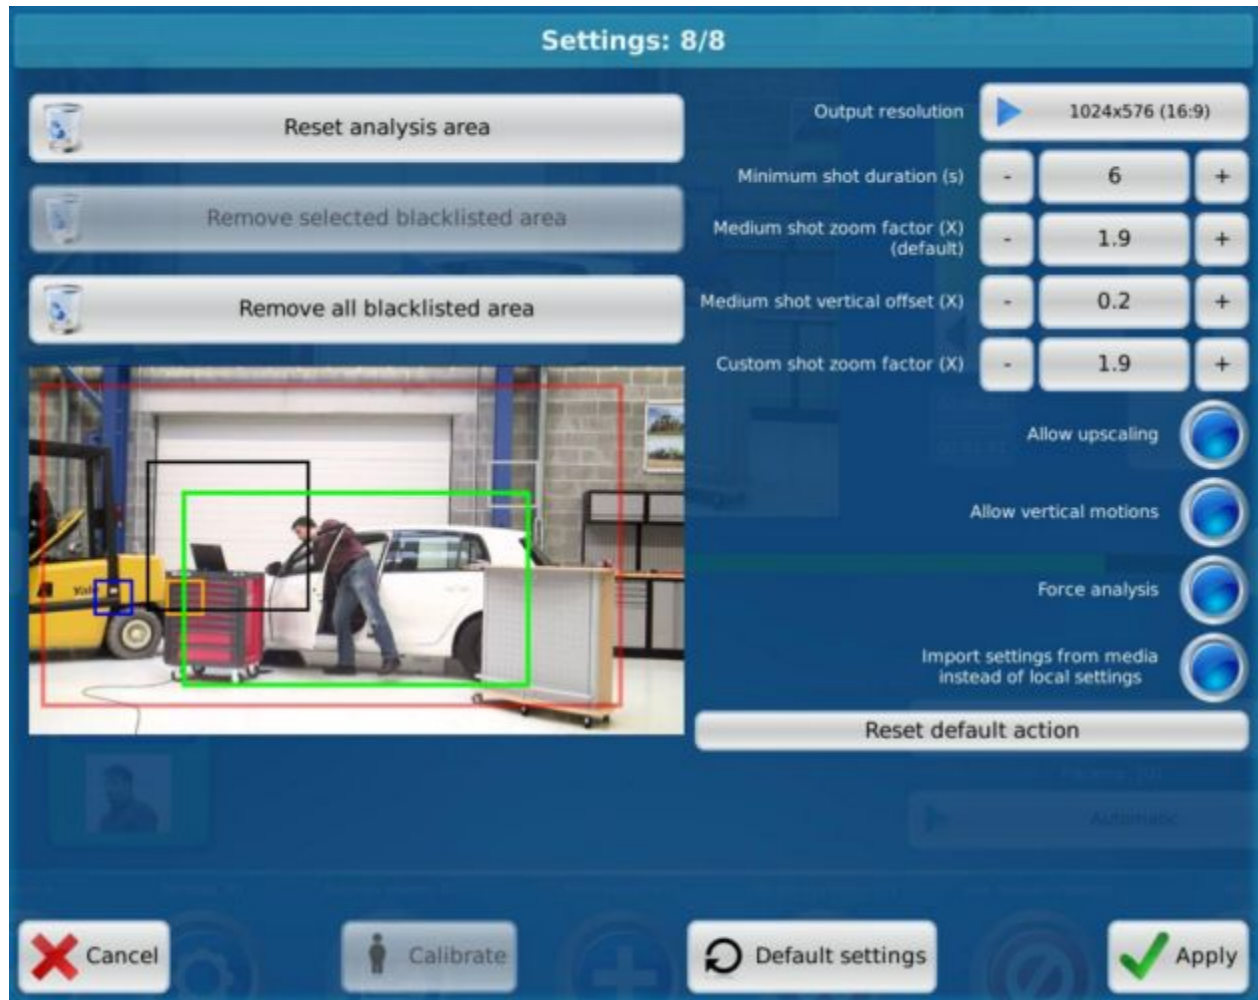 Settings: 8/8
Reset analysis area
Remove selected blacklisted area
Remove all blacklisted area
Output resolution
1024x576 (16:9)
Minimum shot duration (s)
-
6
+
Medium shot zoom factor (X)
(default)
-
1.9
+
Medium shot vertical offset (X)
-
0.2
+
Custom shot zoom factor (X)
-
1.9
+
Allow upscaling
Allow vertical motions
Force analysis
Import settings from media
instead of local settings
Reset default action
Automatic
Cancel
Calibrate
Default settings
Apply